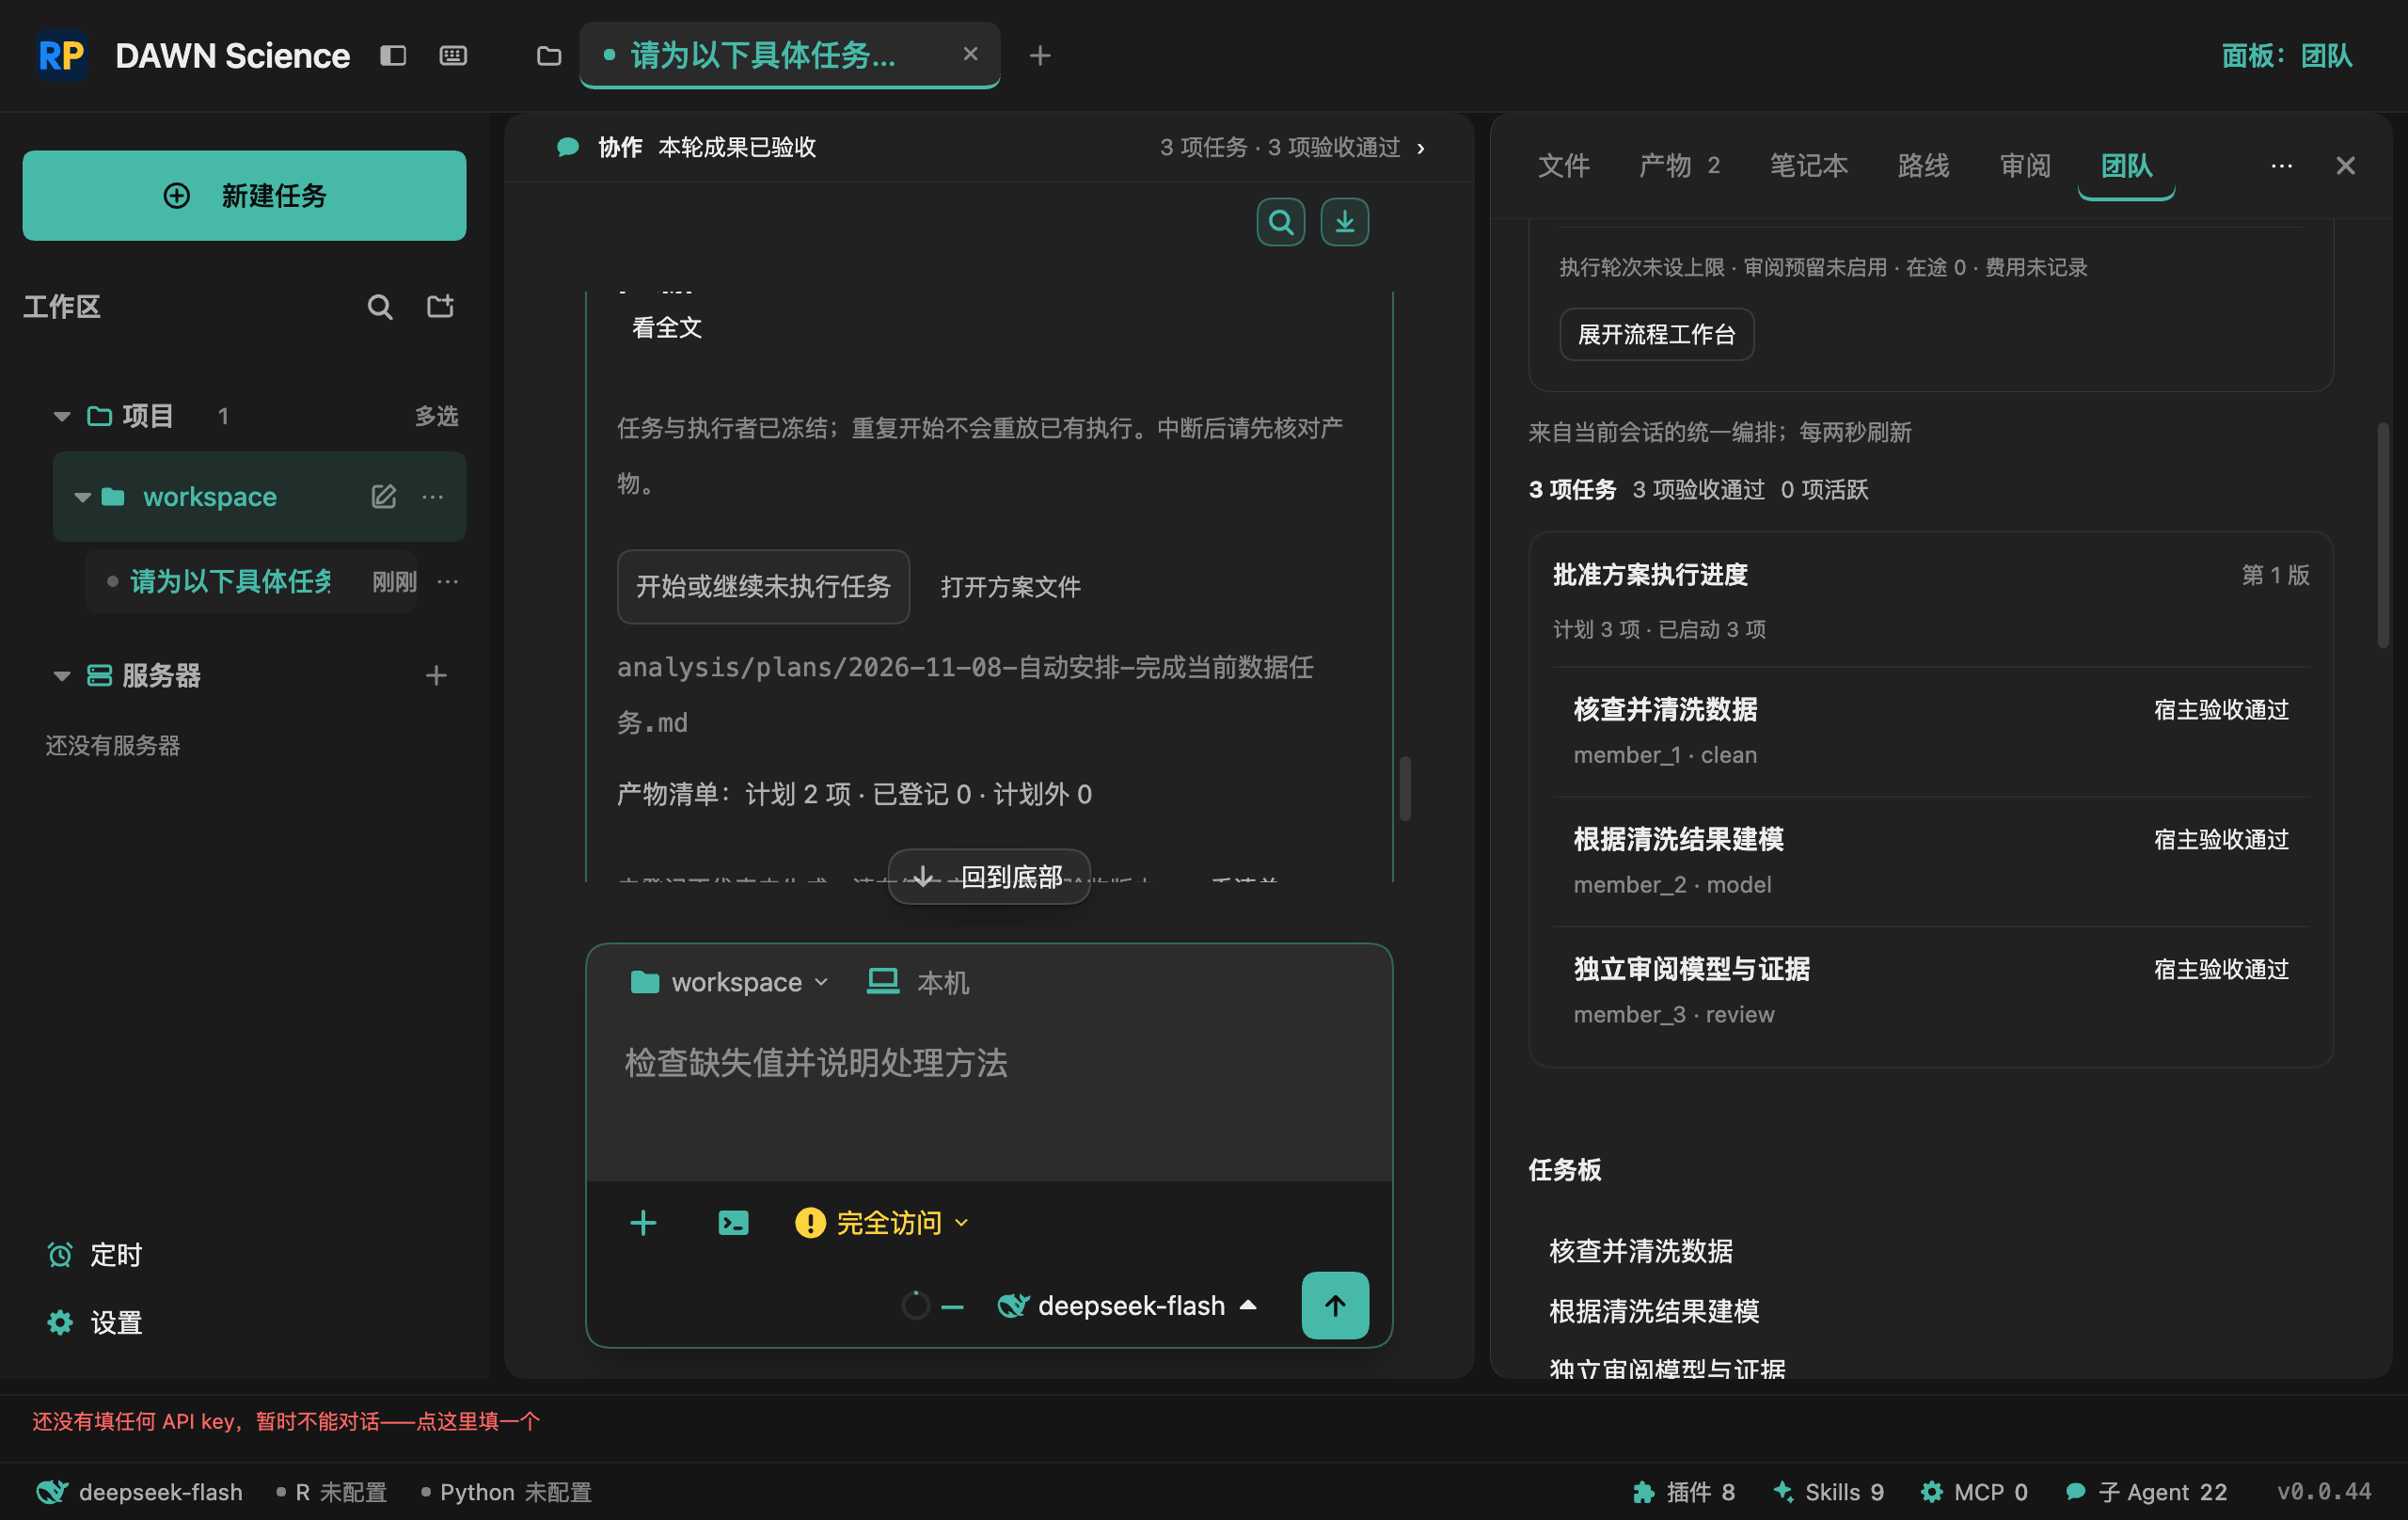 RP DAWN Science
请为以下具体任务...
面板：团队
新建任务
工作区
项目 1 多选
workspace
请为以下具体任务 刚刚
服务器
还没有服务器
定时
设置
协作 本轮成果已验收
3 项任务 · 3 项验收通过
看全文
任务与执行者已冻结；重复开始不会重放已有执行。中断后请先核对产
物。
开始或继续未执行任务 打开方案文件
analysis/plans/2026-11-08-自动安排-完成当前数据任
务.md
产物清单：计划 2 项 · 已登记 0 · 计划外 0
回到底部
workspace 本机
检查缺失值并说明处理方法
完全访问
deepseek-flash
文件 产物 2 笔记本 路线 审阅 团队
执行轮次未设上限 · 审阅预留未启用 · 在途 0 · 费用未记录
展开流程工作台
来自当前会话的统一编排；每两秒刷新
3 项任务 3 项验收通过 0 项活跃
批准方案执行进度 第 1 版
计划 3 项 · 已启动 3 项
核查并清洗数据 宿主验收通过
member_1 · clean
根据清洗结果建模 宿主验收通过
member_2 · model
独立审阅模型与证据 宿主验收通过
member_3 · review
任务板
核查并清洗数据
根据清洗结果建模
独立审阅模型与证据
还没有填任何 API key，暂时不能对话——点这里填一个
deepseek-flash R 未配置 Python 未配置
插件 8 Skills 9 MCP 0 子 Agent 22 v0.0.44